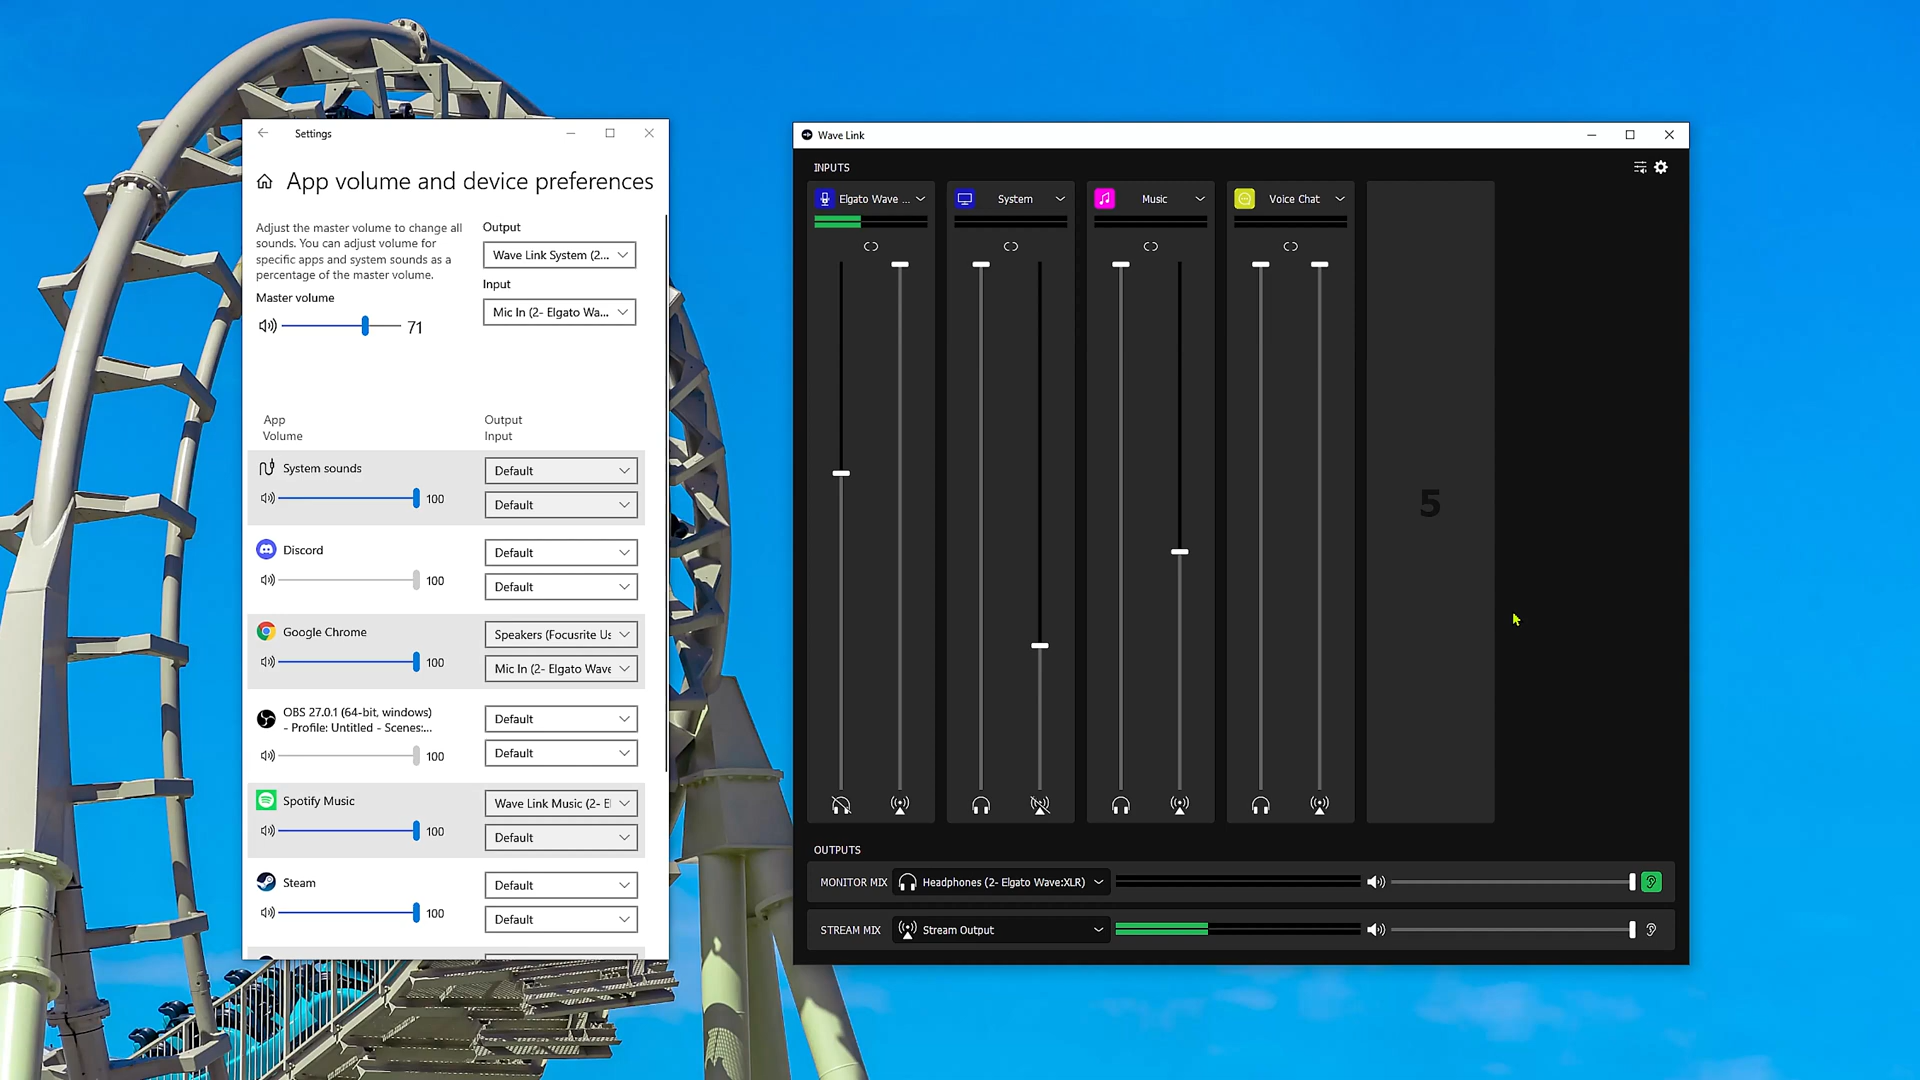 Settings
App volume and device preferences
Adjust the master volume to change all
sounds. You can adjust volume for
specific apps and system sounds as a
percentage of the master volume.
Master volume
71
Output
Wave Link System (2...
Input
Mic In (2- Elgato Wa...
App
Volume
Output
Input
System sounds
100
Default
Default
Discord
100
Default
Default
Google Chrome
100
Speakers (Focusrite Us
Mic In (2- Elgato Wave
OBS 27.0.1 (64-bit, windows)
- Profile: Untitled - Scenes:...
100
Default
Default
Spotify Music
100
Wave Link Music (2- El
Default
Steam
100
Default
Default
Wave Link
INPUTS
Elgato Wave ...
System
Music
Voice Chat
5
OUTPUTS
MONITOR MIX
Headphones (2- Elgato Wave:XLR)
STREAM MIX
Stream Output